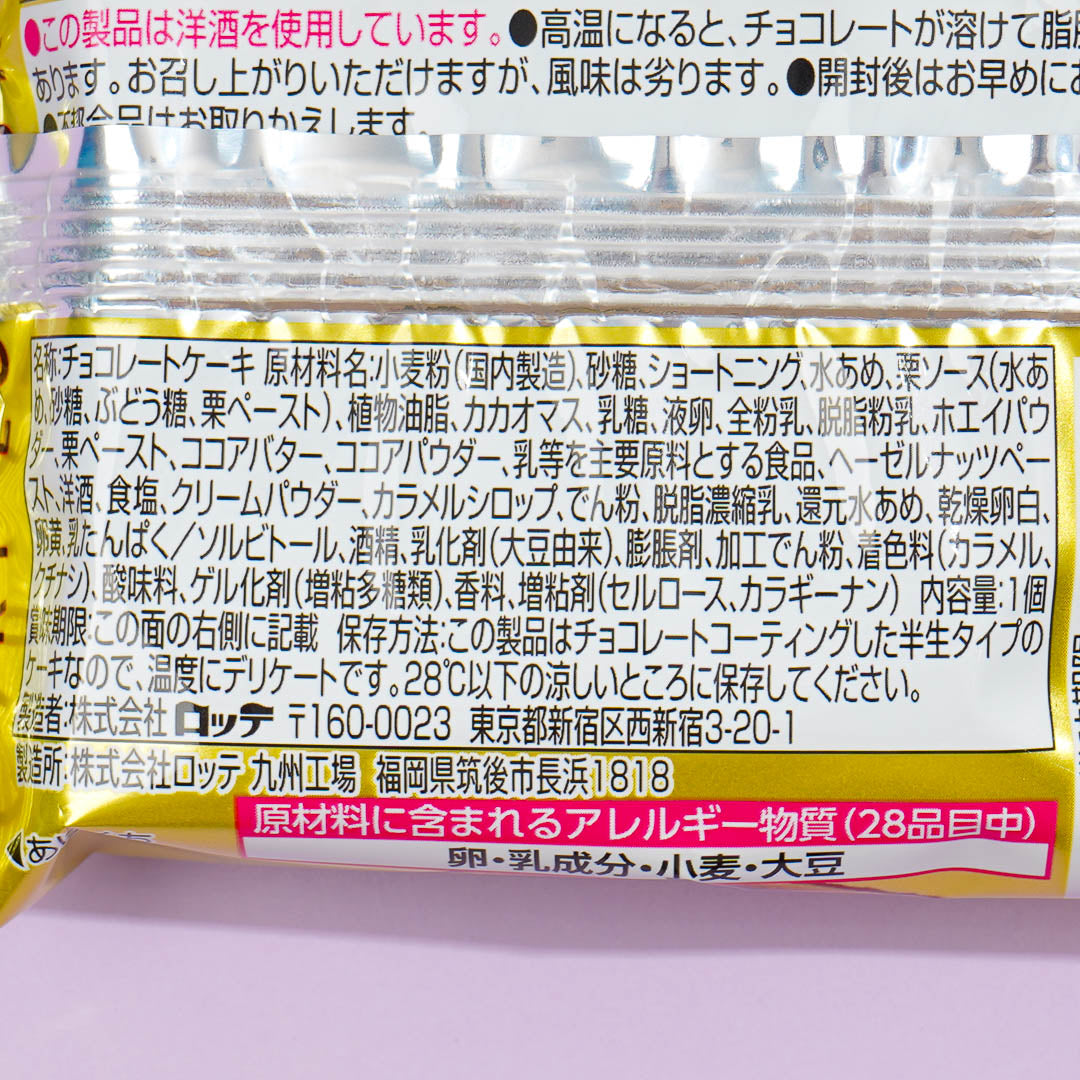 ●この製品は洋酒を使用しています。●高温になると、チョコレートが溶けて脂肪
あります。お召し上がりいただけますが、風味は劣ります。●開封後はお早めにお
食品はお取りかえします。
名称:チョコレートケーキ 原材料名:小麦粉(国内製造)、砂糖、ショートニング、水あめ、栗ソース(水あ
め、砂糖、ぶどう糖、栗ペースト)、植物油脂、カカオマス、乳糖、液卵、全粉乳、脱脂粉乳、ホエイパウ
ダー、栗ペースト、ココアバター、ココアパウダー、乳等を主要原料とする食品、ヘーゼルナッツペー
スト、洋酒、食塩、クリームパウダー、カラメルシロップ、でん粉、脱脂濃縮乳、還元水あめ、乾燥卵白、
卵黄、乳たんぱく/ソルビトール、酒精、乳化剤(大豆由来)、膨脹剤、加工でん粉、着色料(カラメル、
クチナシ)、酸味料、ゲル化剤(増粘多糖類)、香料、増粘剤(セルロース、カラギーナン) 内容量:1個
賞味期限:この面の右側に記載 保存方法:この製品はチョコレートコーティングした半生タイプの
ケーキなので、温度にデリケートです。28℃以下の涼しいところに保存してください。
製造者:株式会社 ロッテ 〒160-0023 東京都新宿区西新宿3-20-1
製造所:株式会社ロッテ 九州工場 福岡県筑後市長浜1818
原材料に含まれるアレルギー物質(28品目中)
卵・乳成分・小麦・大豆